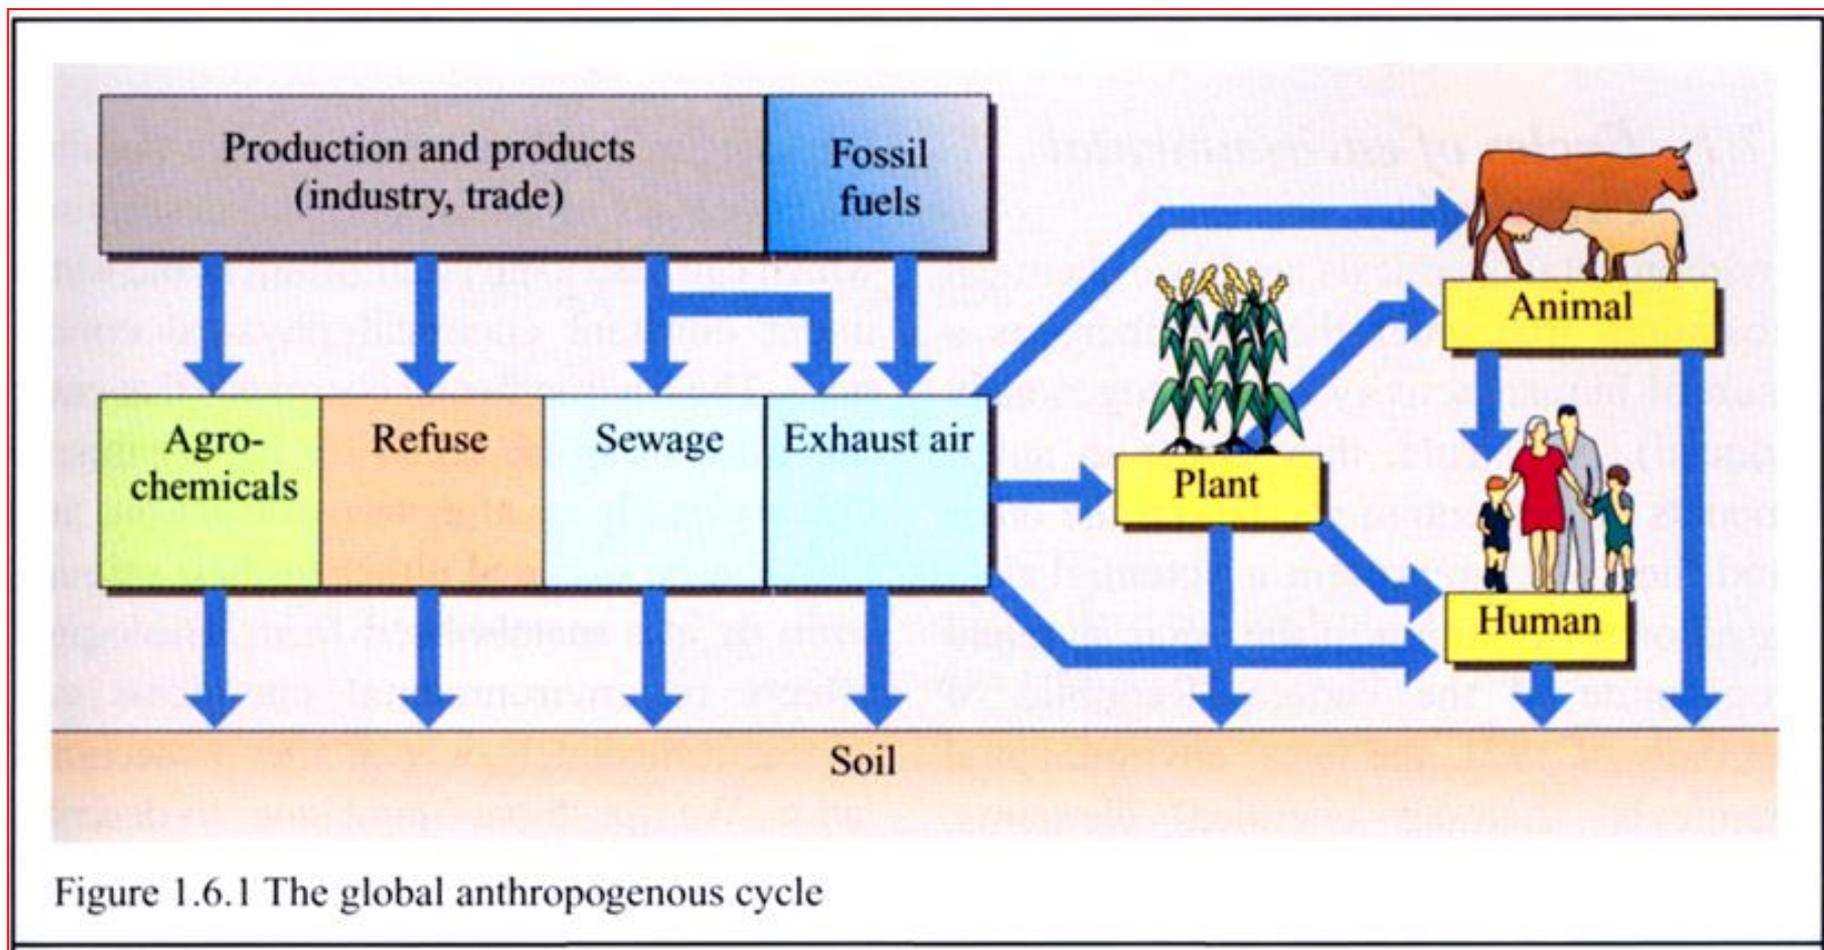 Production and products
(industry, trade)
Fossil
fuels
Agro-
chemicals
Refuse
Sewage
Exhaust air
Plant
Animal
Human
Soil
Figure 1.6.1 The global anthropogenous cycle